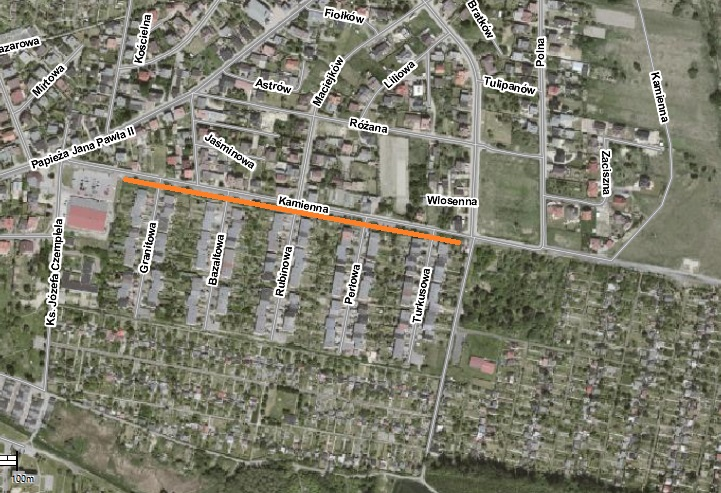 Fiołków
Kościelna
Bratków
azarowa
Mirtowa
Polna
Maciejków
Liliowa
Astrów
Tulipanów
Kamienna
Różana
Papieża Jana Pawła II
Jaśminowa
Zaciszna
Kamienna
Wiosenna
Ks. Józefa Czempiela
Granitowa
Bazaltowa
Rubinowa
Perłowa
Turkusowa
100m